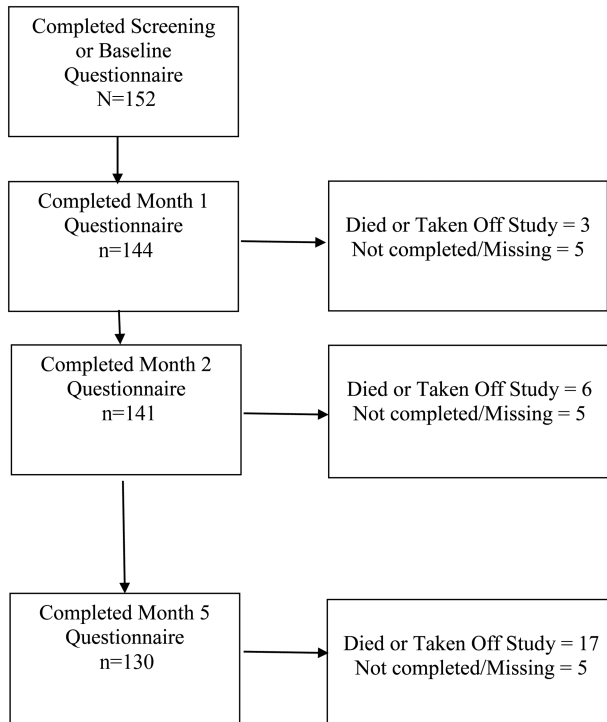 Completed Screening
or Baseline
Questionnaire
N=152
Completed Month 1
Questionnaire
n=144
Died or Taken Off Study = 3
Not completed/Missing = 5
Completed Month 2
Questionnaire
n=141
Died or Taken Off Study = 6
Not completed/Missing = 5
Completed Month 5
Questionnaire
n=130
Died or Taken Off Study = 17
Not completed/Missing = 5